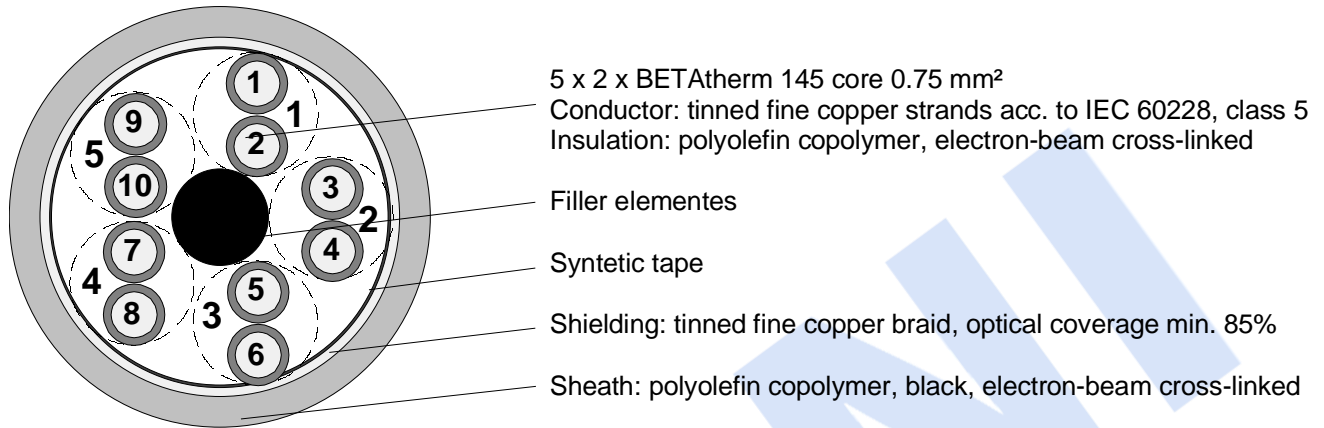 5 x 2 x BETAtherm 145 core 0.75 mm²
Conductor: tinned fine copper strands acc. to IEC 60228, class 5
Insulation: polyolefin copolymer, electron-beam cross-linked
Filler elementes
Syntetic tape
Shielding: tinned fine copper braid, optical coverage min. 85%
Sheath: polyolefin copolymer, black, electron-beam cross-linked
1
1
2
9
5
10
3
2
4
7
4
8
5
3
6
NI